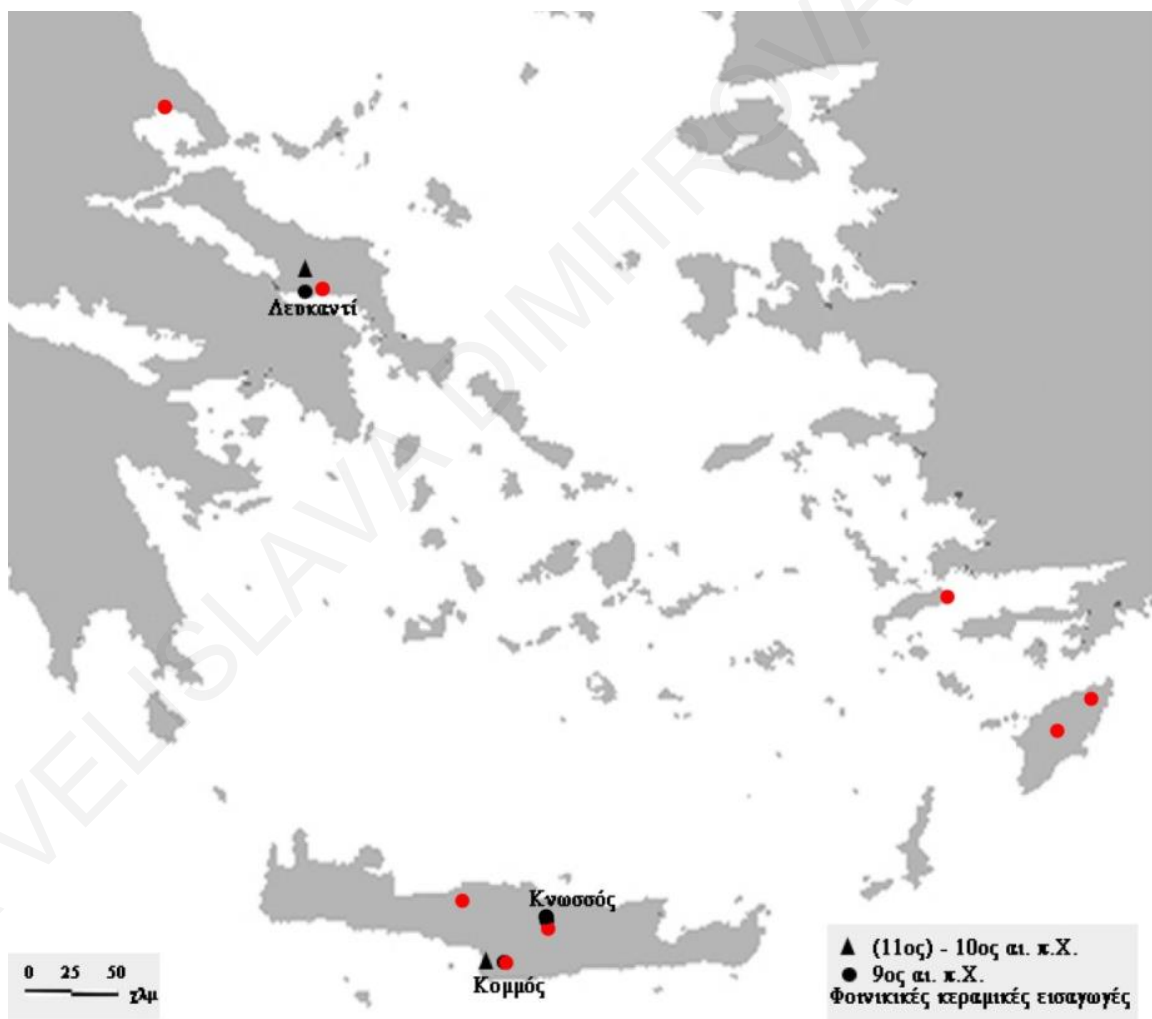 VELISLAVA DIMITROVA
Λευκαντί
Κνωσσός
Κομμός
0 25 50
χλμ
(11ος) - 10ος αι. π.Χ.
9ος αι. π.Χ.
Φοινικικές κεραμικές εισαγωγές